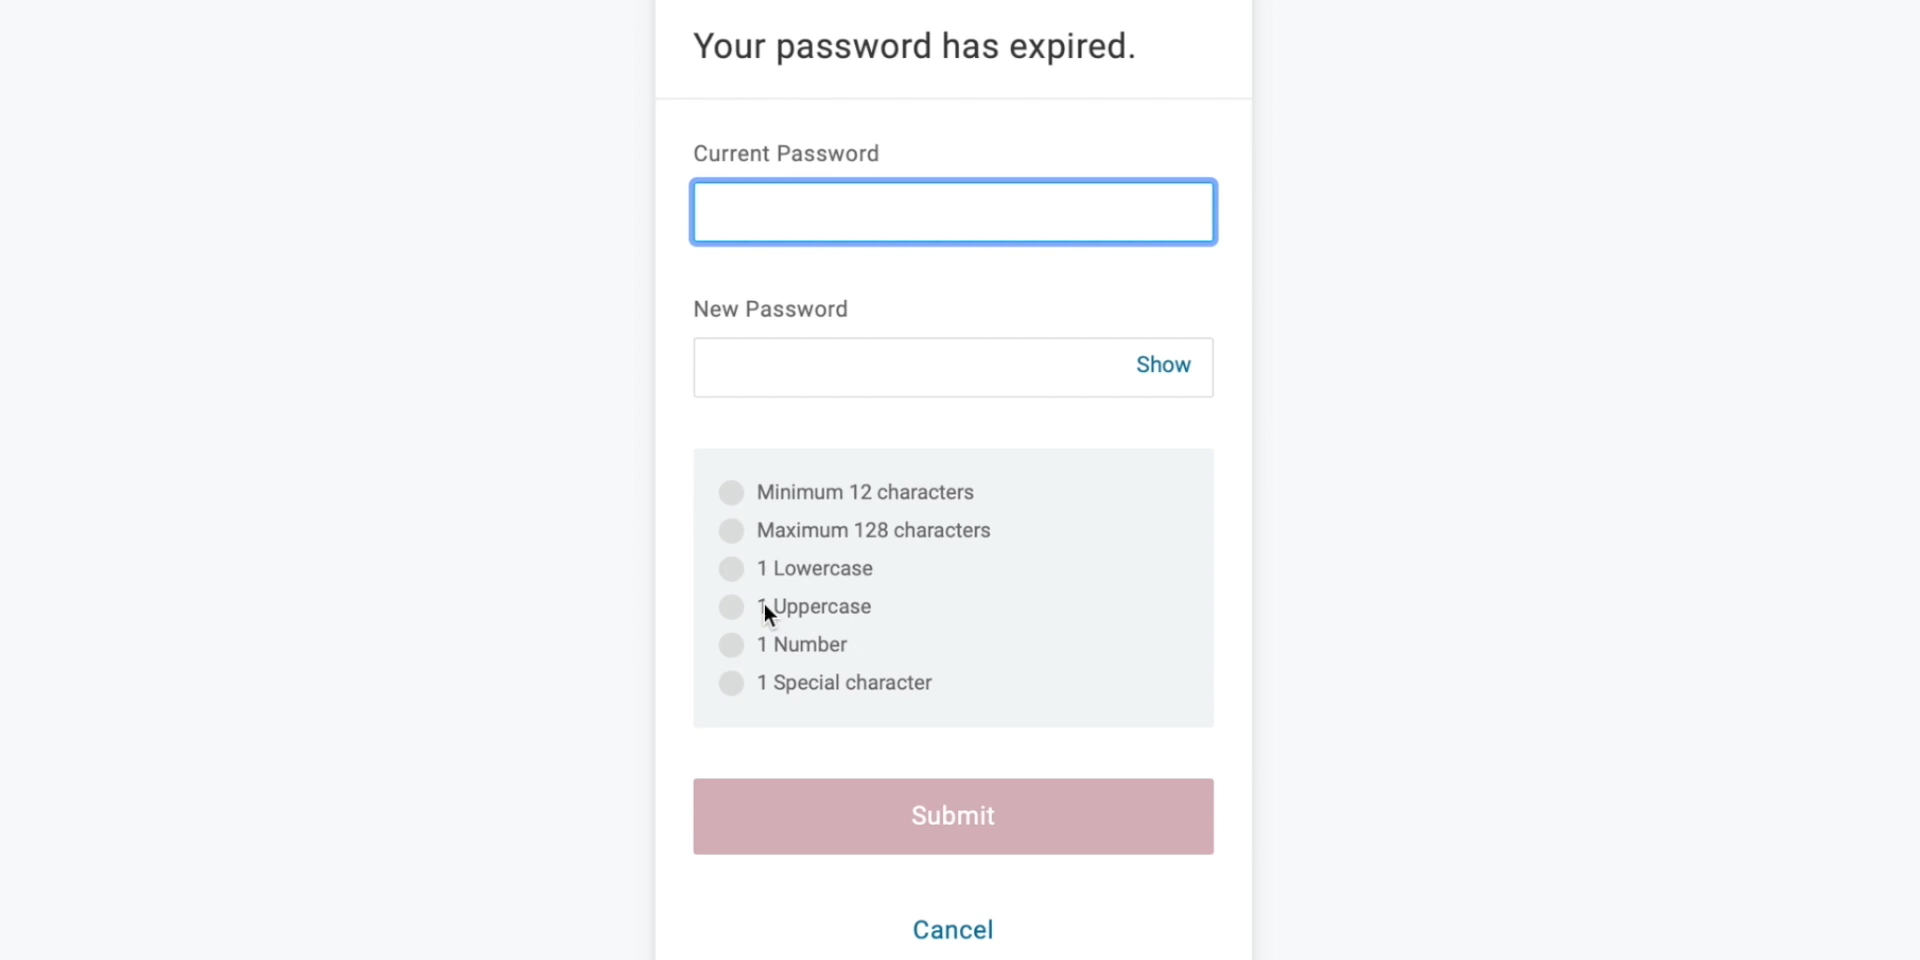 Your password has expired.
Current Password
New Password
Show
Minimum 12 characters
Maximum 128 characters
1 Lowercase
1 Uppercase
1 Number
1 Special character
Submit
Cancel